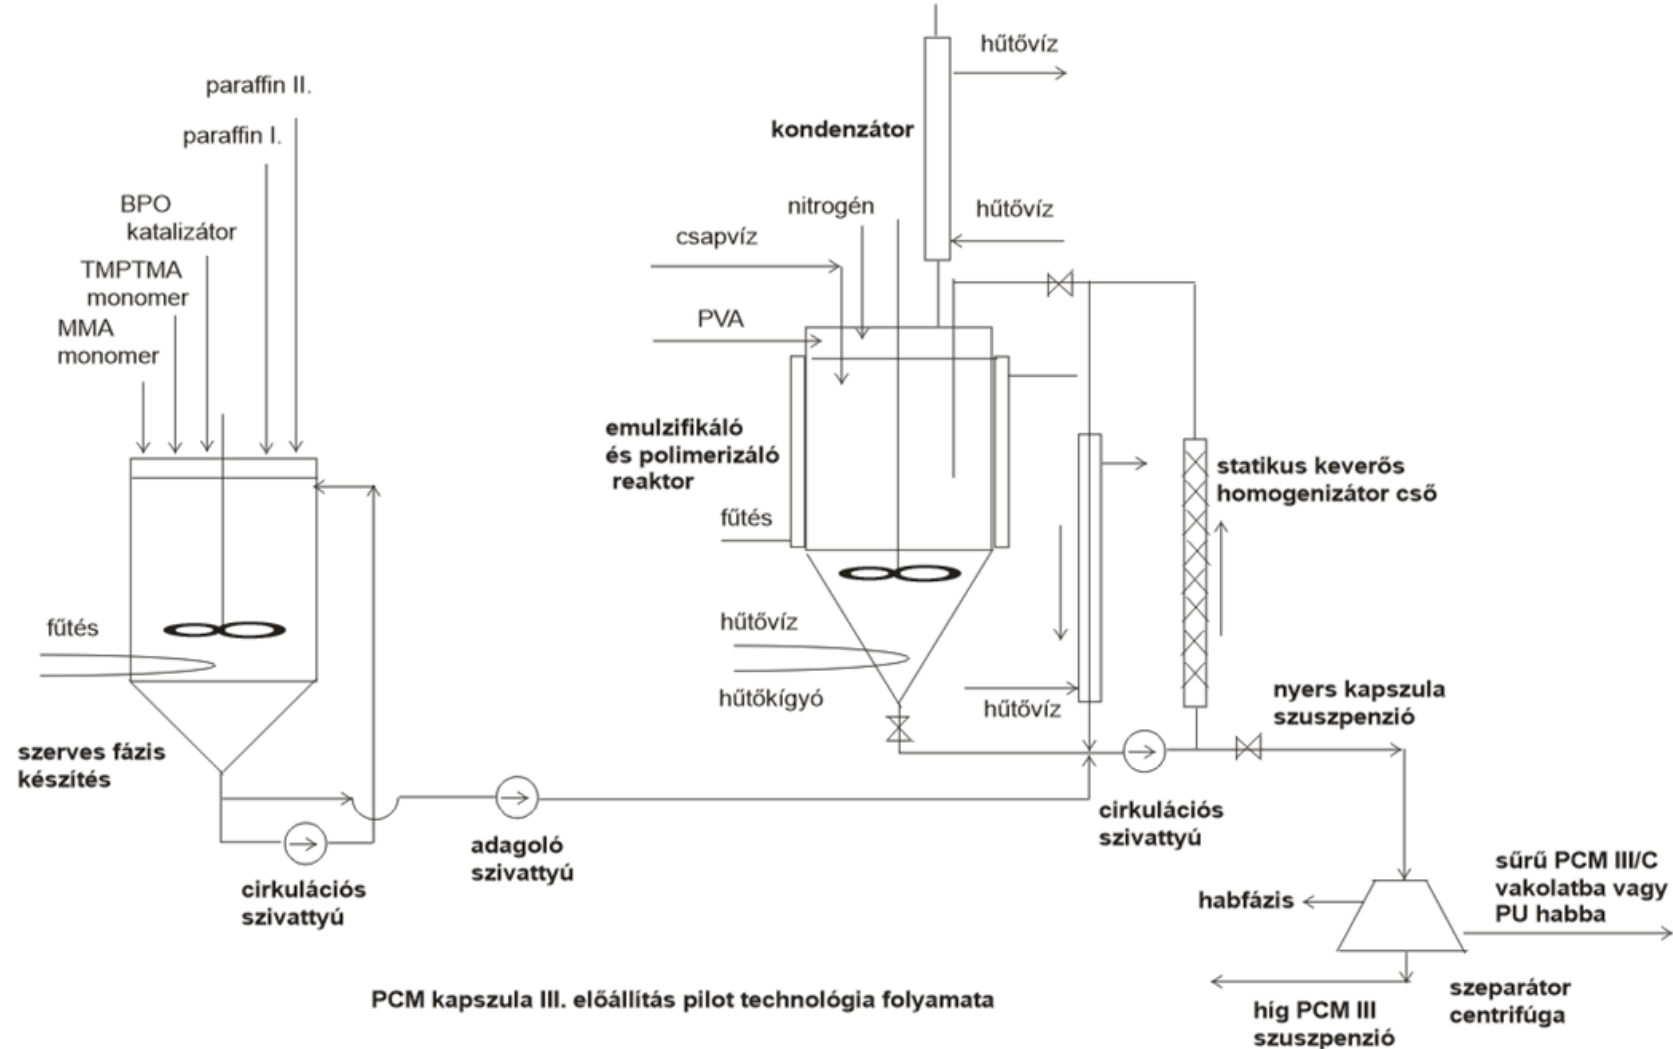 paraffin II.
paraffin I.
BPO
katalizátor
TMPTMA
monomer
MMA
monomer
fűtés
szerves fázis
készítés
cirkulációs
szivattyú
adagoló
szivattyú
hűtővíz
kondenzátor
nitrogén
hűtővíz
csapvíz
PVA
emulzifikáló
és polimerizáló
reaktor
fűtés
hűtővíz
hűtőkígyó
hűtővíz
statikus keverős
homogenizátor cső
nyers kapszula
szuszpenzió
cirkulációs
szivattyú
habfázis
sűrű PCM III/C
vakolatba vagy
PU habba
szeparátor
centrifúga
híg PCM III
szuszpenzió
PCM kapszula III. előállítás pilot technológia folyamata